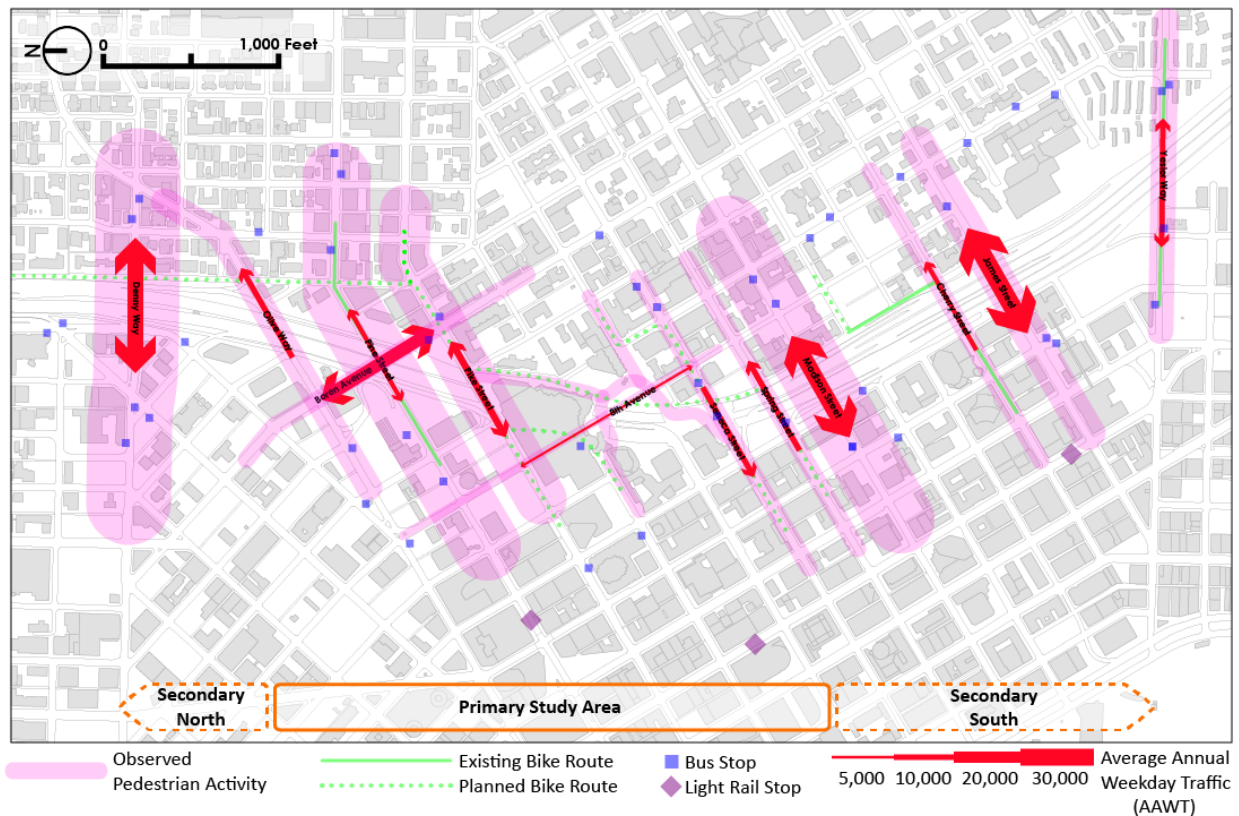 N
0
1,000 Feet
Denny Way
Olive Way
Pine Street
Boren Avenue
Pike Street
8th Avenue
Seneca Street
Spring Street
Madison Street
Cherry Street
James Street
Yesler Way
Secondary
North
Primary Study Area
Secondary
South
Observed
Pedestrian Activity
Existing Bike Route
Planned Bike Route
Bus Stop
Light Rail Stop
5,000
10,000
20,000
30,000
Average Annual
Weekday Traffic
(AAWT)